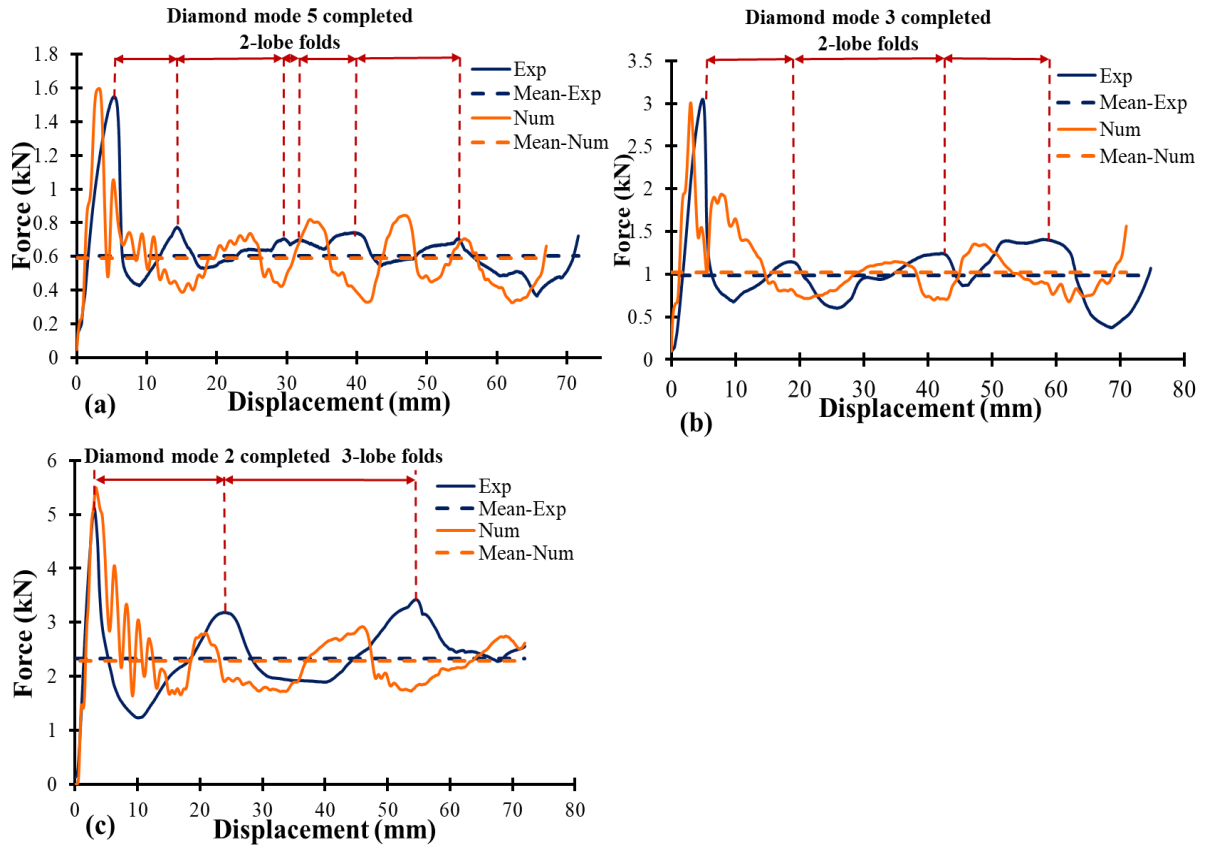 Diamond mode 5 completed
2-lobe folds
1.8
1.6
1.4
1.2
1
0.8
0.6
0.4
0.2
0
Force (kN)
Exp
Mean-Exp
Num
Mean-Num
0 10 20 30 40 50 60 70
Displacement (mm)
(a)
Diamond mode 3 completed
2-lobe folds
3.5
3
2.5
2
1.5
1
0.5
0
Force (kN)
Exp
Mean-Exp
Num
Mean-Num
0 10 20 30 40 50 60 70 80
Displacement (mm)
(b)
Diamond mode 2 completed 3-lobe folds
6
5
4
3
2
1
0
Force (kN)
Exp
Mean-Exp
Num
Mean-Num
0 10 20 30 40 50 60 70 80
Displacement (mm)
(c)